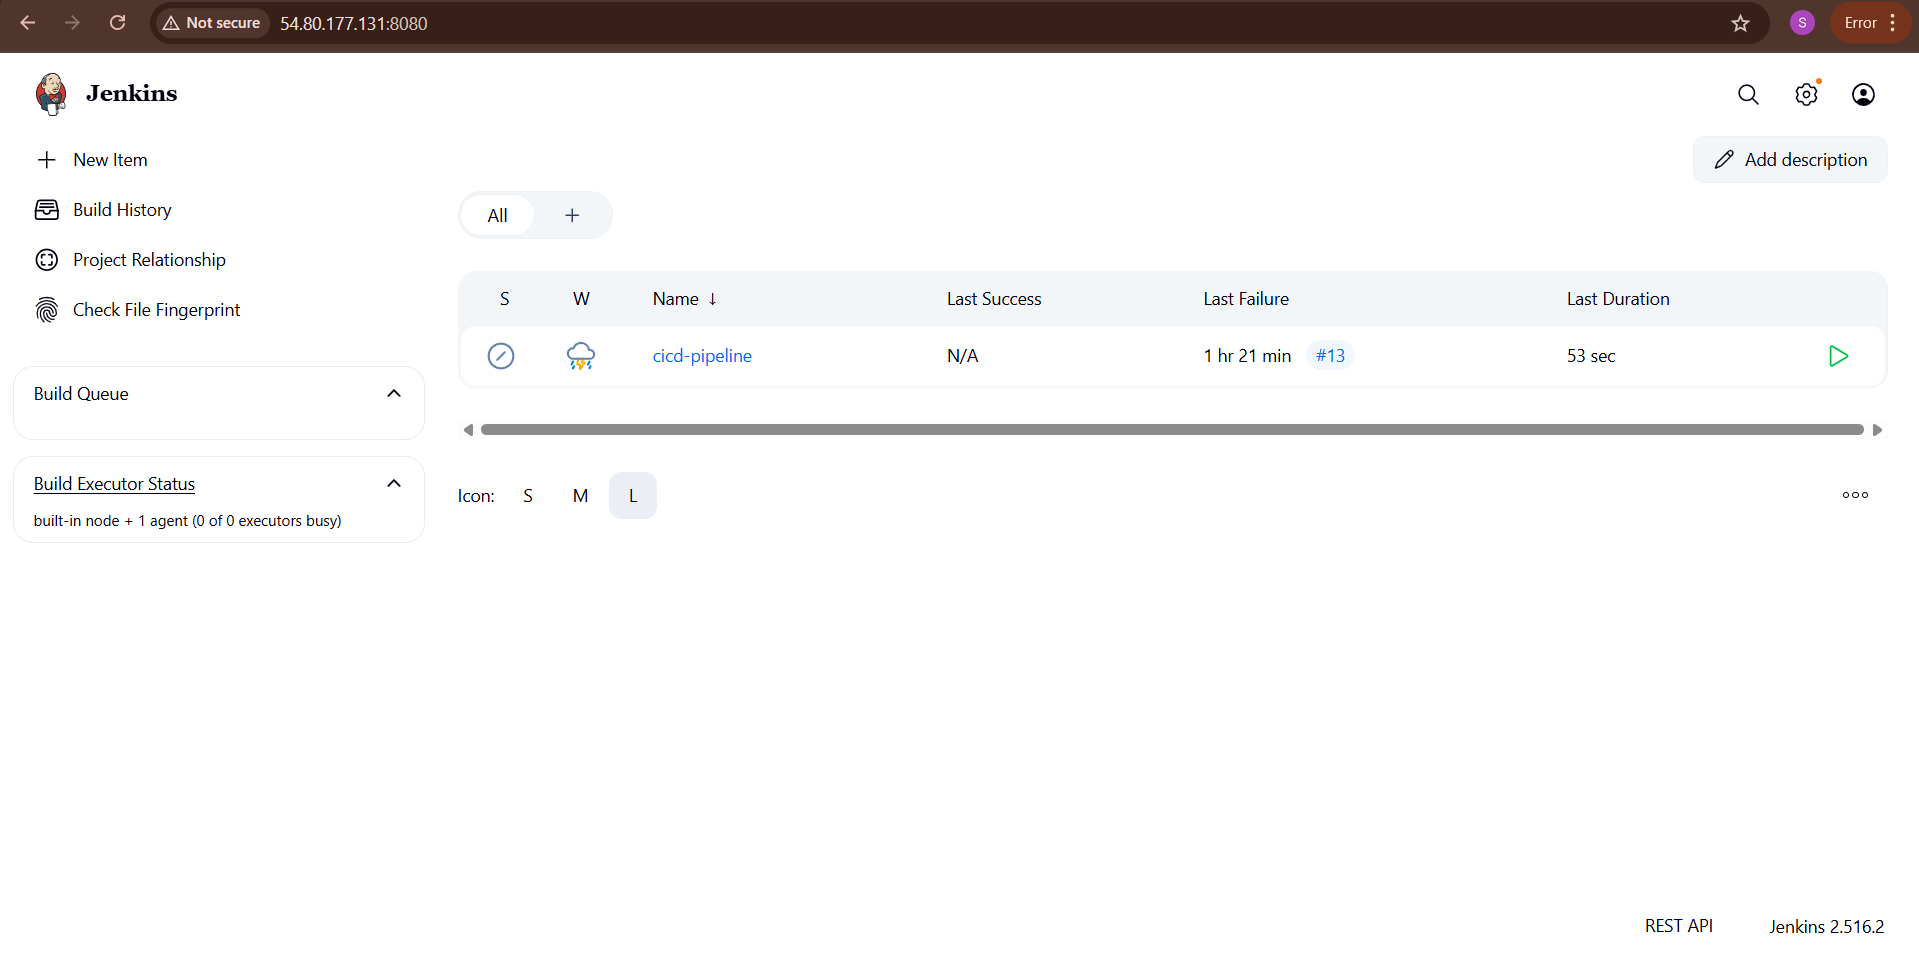 Not secure 54.80.177.131:8080 S Error
Jenkins
New Item
Add description
Build History
All +
Project Relationship
Check File Fingerprint
S W Name ↓ Last Success Last Failure Last Duration
cicd-pipeline N/A 1 hr 21 min #13 53 sec
Build Queue
Build Executor Status
built-in node + 1 agent (0 of 0 executors busy)
Icon: S M L
REST API Jenkins 2.516.2